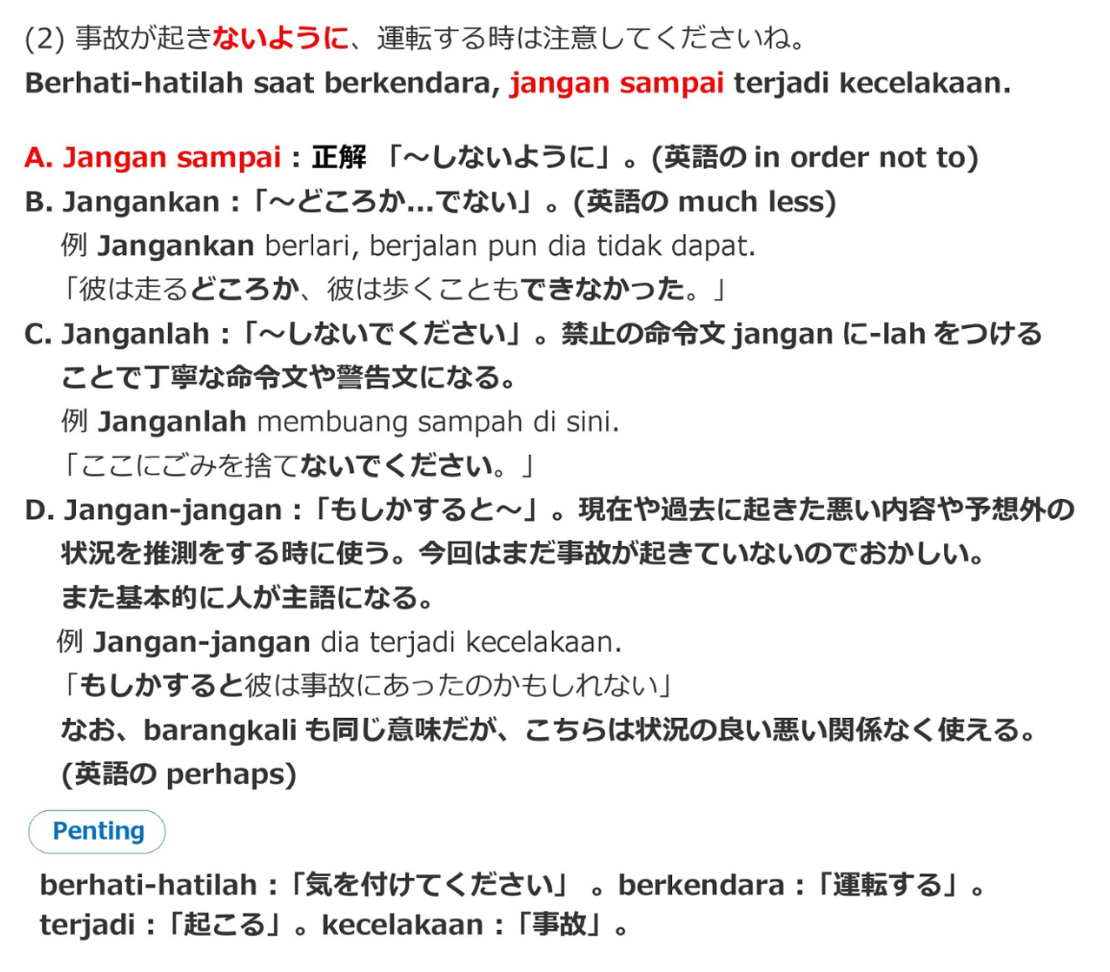 (2) 事故が起きないように、運転する時は注意してくださいね。
Berhati-hatilah saat berkendara, jangan sampai terjadi kecelakaan.
A. Jangan sampai : 正解 「～しないように」。(英語の in order not to)
B. Jangankan :「～どころか…でない」。(英語の much less)
例 Jangankan berlari, berjalan pun dia tidak dapat.
「彼は走るどころか、彼は歩くこともできなかった。」
C. Janganlah :「～しないでください」。禁止の命令文 jangan に-lah をつける
ことで丁寧な命令文や警告文になる。
例 Janganlah membuang sampah di sini.
「ここにごみを捨てないでください。」
D. Jangan-jangan :「もしかすると～」。現在や過去に起きた悪い内容や予想外の
状況を推測をする時に使う。今回はまだ事故が起きていないのでおかしい。
また基本的に人が主語になる。
例 Jangan-jangan dia terjadi kecelakaan.
「もしかすると彼は事故にあったのかもしれない」
なお、barangkali も同じ意味だが、こちらは状況の良い悪い関係なく使える。
(英語の perhaps)
Penting
berhati-hatilah :「気を付けてください」 。berkendara :「運転する」。
terjadi :「起こる」。kecelakaan :「事故」。